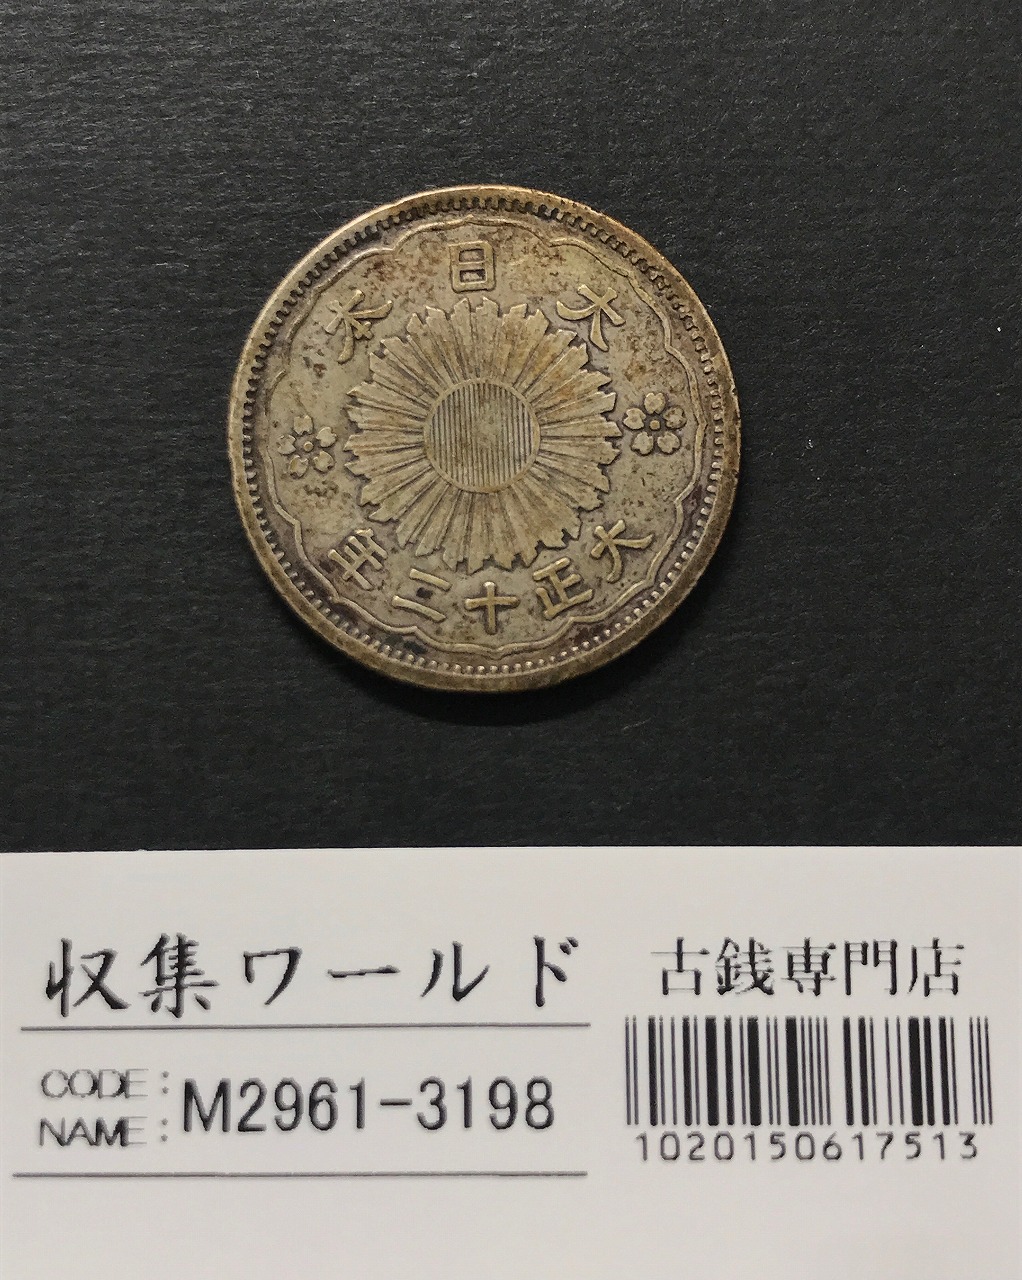 大日本
大正十二年
収集ワールド
古銭専門店
CODE:
NAME:
M2961-3198
1020150617513